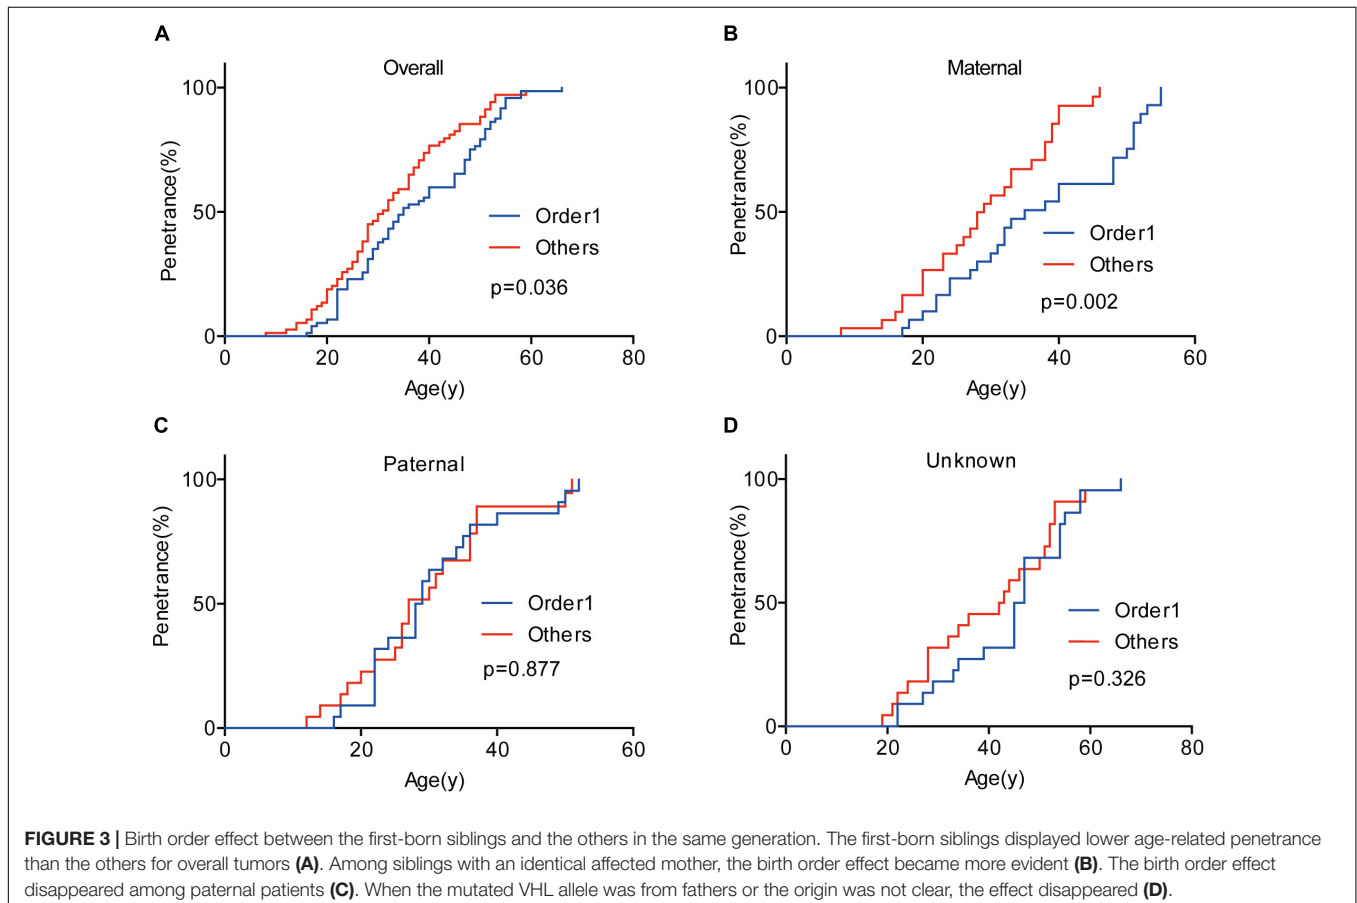 A
Overall
Penetrance(%)
100
50
0
0 20 40 60 80
Age(y)
Order1
Others
p=0.036
B
Maternal
Penetrance(%)
100
50
0
0 20 40 60
Age(y)
Order1
Others
p=0.002
C
Paternal
Penetrance(%)
100
50
0
0 20 40 60
Age(y)
Order1
Others
p=0.877
D
Unknown
Penetrance(%)
100
50
0
0 20 40 60 80
Age(y)
Order1
Others
p=0.326
FIGURE 3 | Birth order effect between the first-born siblings and the others in the same generation. The first-born siblings displayed lower age-related penetrance
than the others for overall tumors (A). Among siblings with an identical affected mother, the birth order effect became more evident (B). The birth order effect
disappeared among paternal patients (C). When the mutated VHL allele was from fathers or the origin was not clear, the effect disappeared (D).